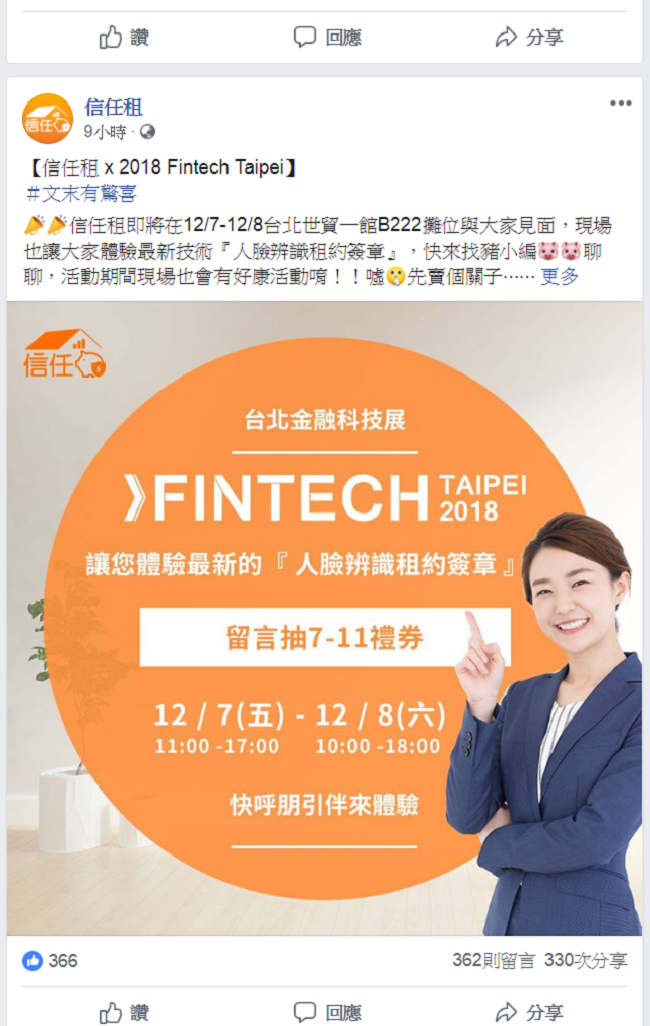 讚 回應 分享
信任租
信任
9小時
【信任租 x 2018 Fintech Taipei】
#文末有驚喜
信任租即將在12/7-12/8台北世貿一館B222攤位與大家見面，現場
也讓大家體驗最新技術『人臉辨識租約簽章』，快來找豬小編聊
聊，活動期間現場也會有好康活動唷！！噓先賣個關子⋯⋯ 更多
信任
台北金融科技展
FINTECH TAIPEI 2018
讓您體驗最新的『人臉辨識租約簽章』
留言抽7-11禮券
12 / 7(五) - 12 / 8(六)
11:00 -17:00 10:00 -18:00
快呼朋引伴來體驗
366 362則留言 330次分享
讚 回應 分享